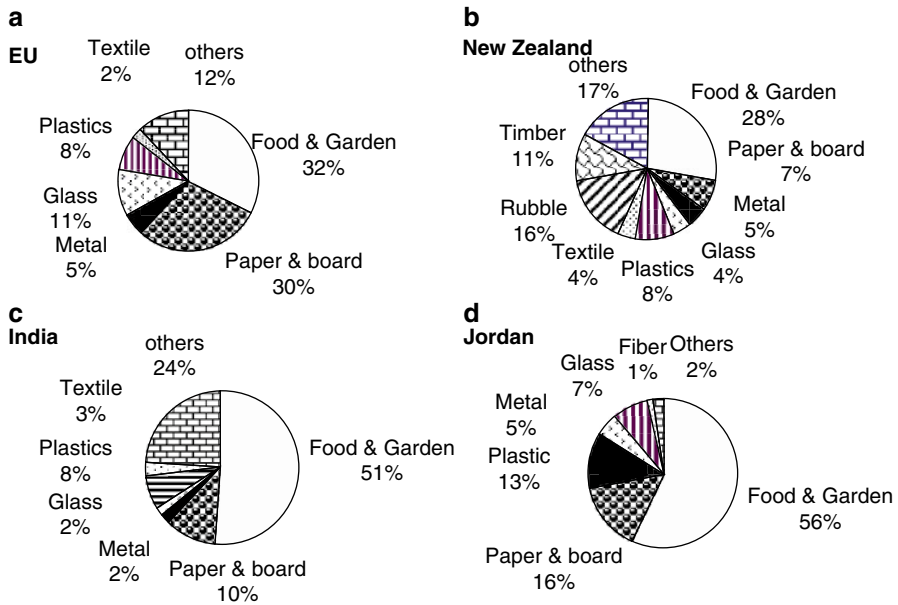 a
EU
Textile
2%
others
12%
Plastics
8%
Food & Garden
32%
Glass
11%
Metal
5%
Paper & board
30%
b
New Zealand
others
17%
Food & Garden
28%
Timber
11%
Paper & board
7%
Rubble
16%
Metal
5%
Textile
4%
Plastics
8%
Glass
4%
c
India
others
24%
Textile
3%
Plastics
8%
Food & Garden
51%
Glass
2%
Metal
2%
Paper & board
10%
d
Jordan
Fiber
1%
Others
2%
Glass
7%
Metal
5%
Plastic
13%
Food & Garden
56%
Paper & board
16%